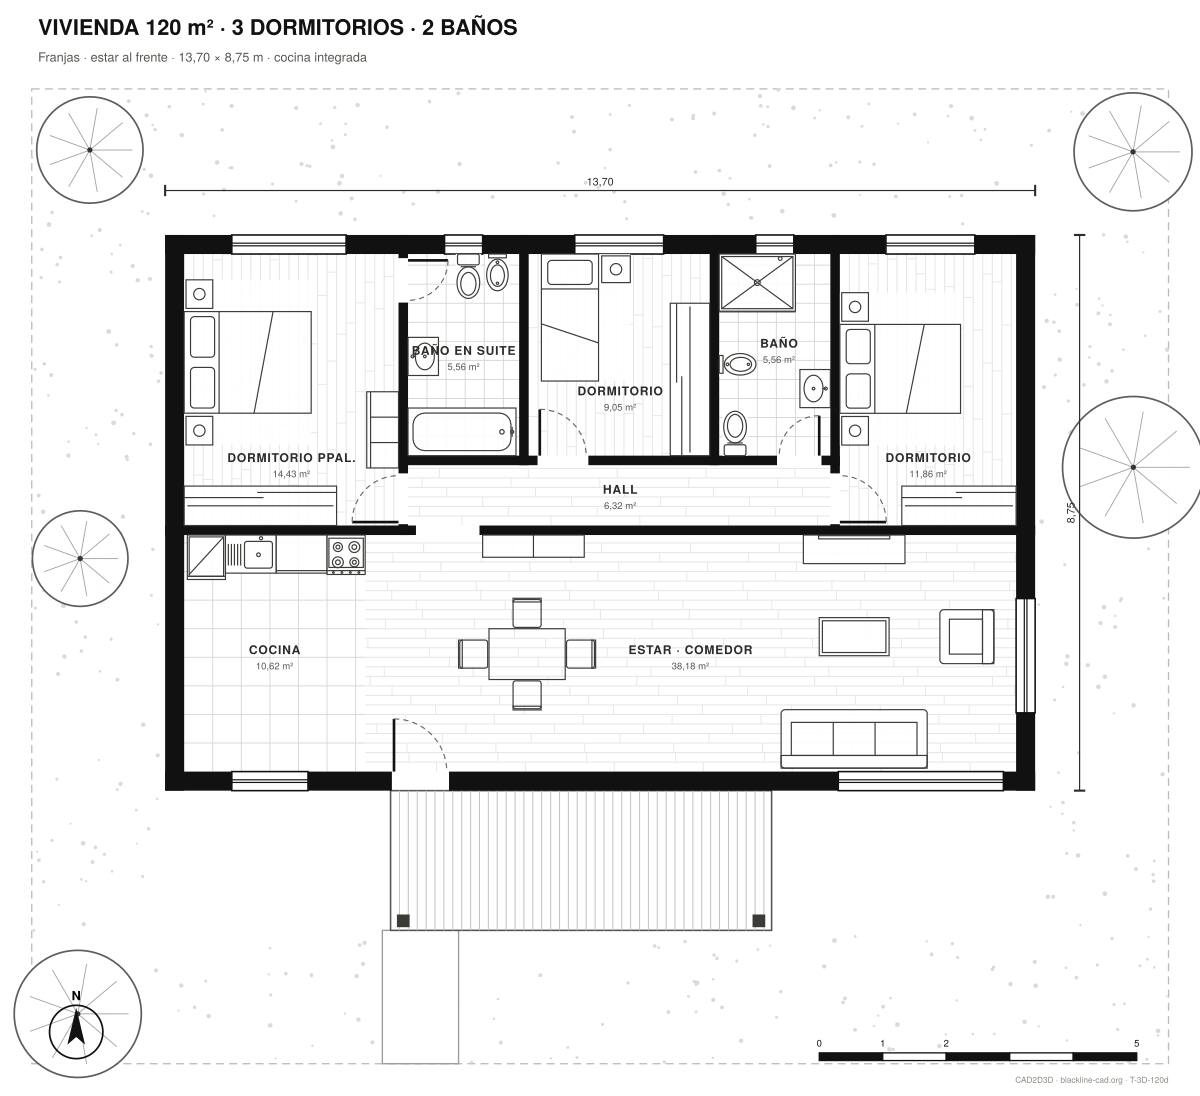 VIVIENDA 120 m² · 3 DORMITORIOS · 2 BAÑOS
Franjas · estar al frente · 13,70 × 8,75 m · cocina integrada
13,70
BAÑO EN SUITE
5,56 m²
BAÑO
5,56 m²
DORMITORIO
9,05 m²
DORMITORIO PPAL.
14,43 m²
DORMITORIO
11,86 m²
HALL
6,32 m²
8,75
COCINA
10,62 m²
ESTAR · COMEDOR
38,18 m²
N
0 1 2 5
CAD2D3D · blackline-cad.org · T-3D-120d